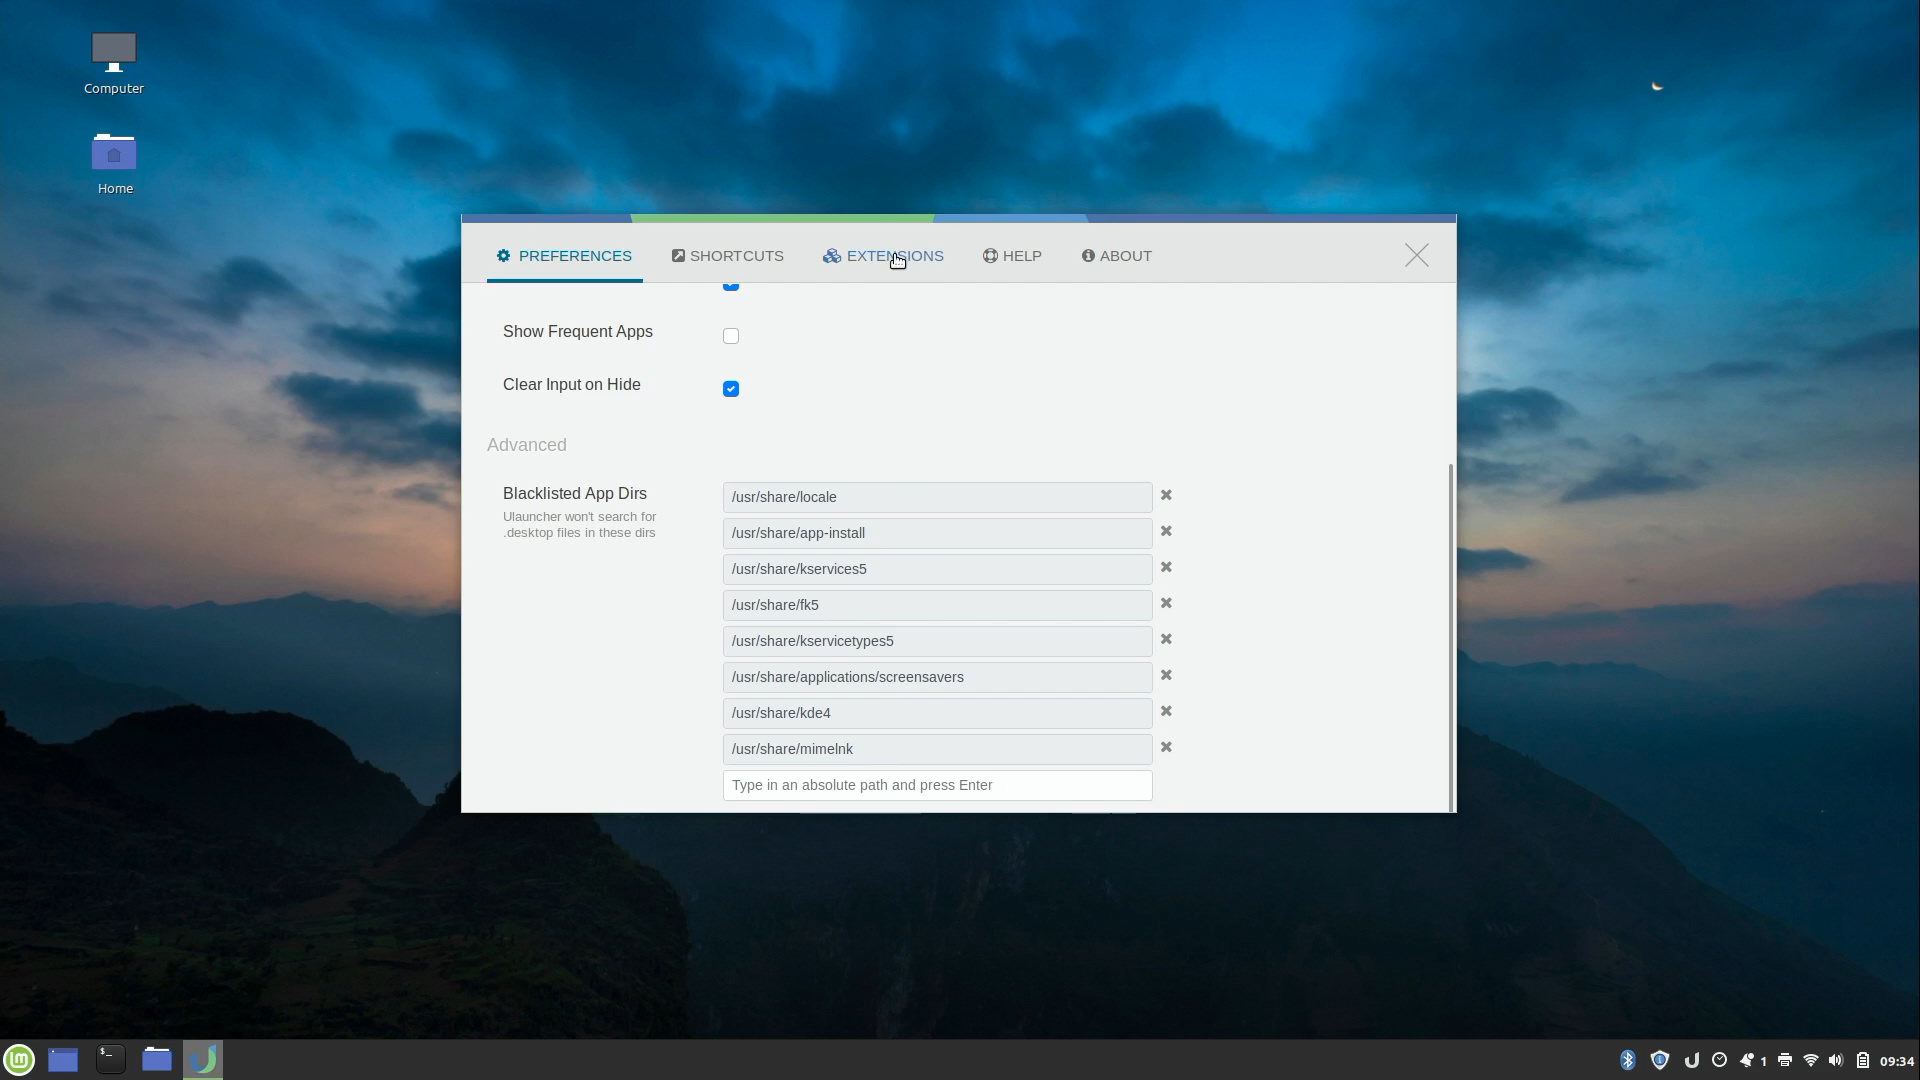 Computer
Home
PREFERENCES SHORTCUTS EXTENSIONS HELP ABOUT
Show Frequent Apps
Clear Input on Hide
Advanced
Blacklisted App Dirs
Ulauncher won't search for
.desktop files in these dirs
/usr/share/locale
/usr/share/app-install
/usr/share/kservices5
/usr/share/fk5
/usr/share/kservicetypes5
/usr/share/applications/screensavers
/usr/share/kde4
/usr/share/mimelnk
Type in an absolute path and press Enter
1 09:34